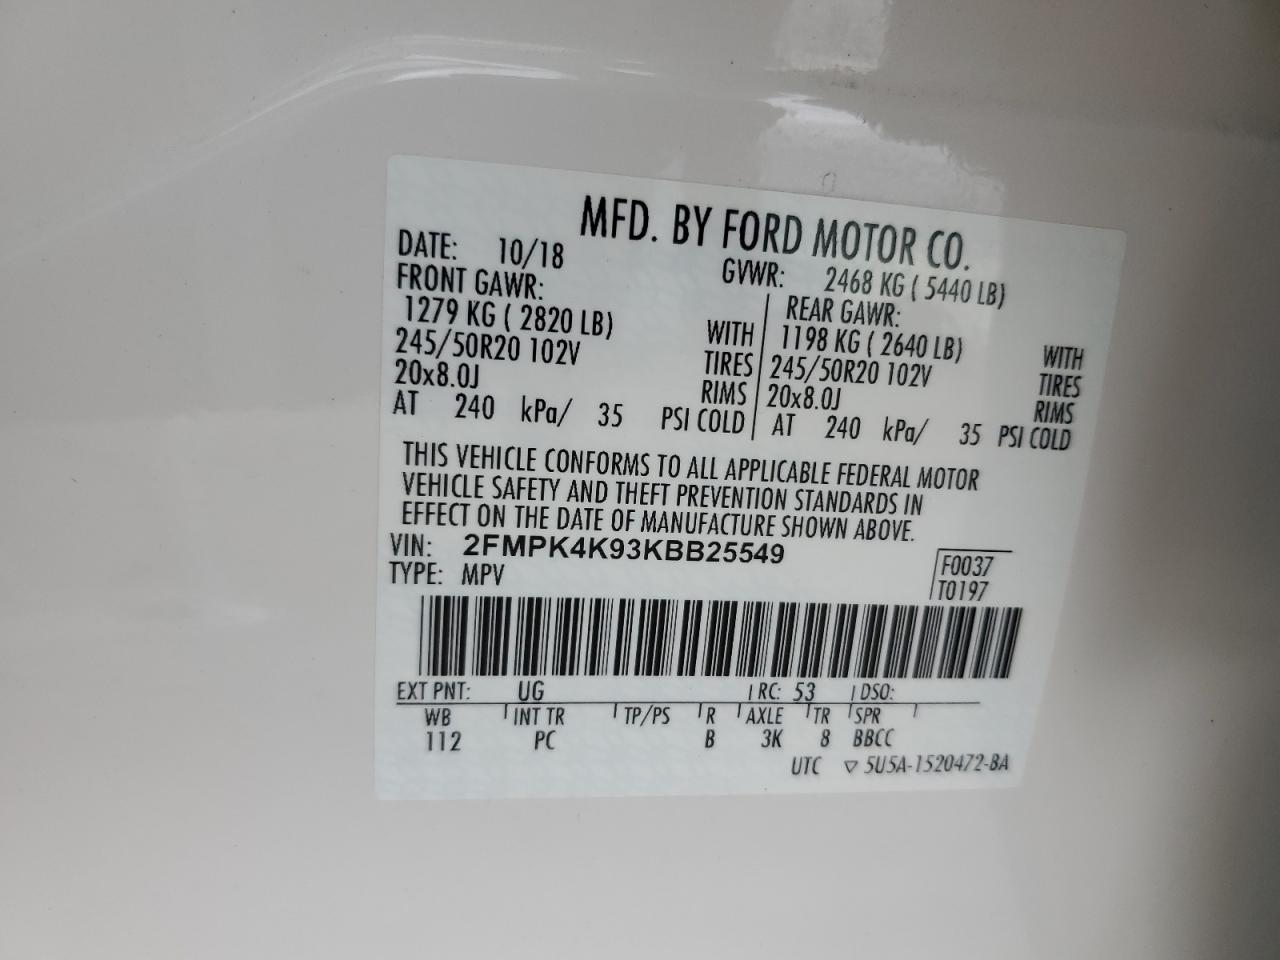 MFD. BY FORD MOTOR CO.
DATE: 10/18 GVWR: 2468 KG ( 5440 LB)
FRONT GAWR: REAR GAWR:
1279 KG ( 2820 LB) WITH 1198 KG ( 2640 LB) WITH
245/50R20 102V TIRES 245/50R20 102V TIRES
20x8.0J RIMS 20x8.0J RIMS
AT 240 kPa/ 35 PSI COLD AT 240 kPa/ 35 PSI COLD
THIS VEHICLE CONFORMS TO ALL APPLICABLE FEDERAL MOTOR
VEHICLE SAFETY AND THEFT PREVENTION STANDARDS IN
EFFECT ON THE DATE OF MANUFACTURE SHOWN ABOVE.
VIN: 2FMPK4K93KBB25549 F0037
TYPE: MPV T0197
EXT PNT: UG RC: 53 DSO:
WB INT TR TP/PS R AXLE TR SPR
112 PC B 3K 8 BBCC
UTC ▽ 5U5A-1520472-BA